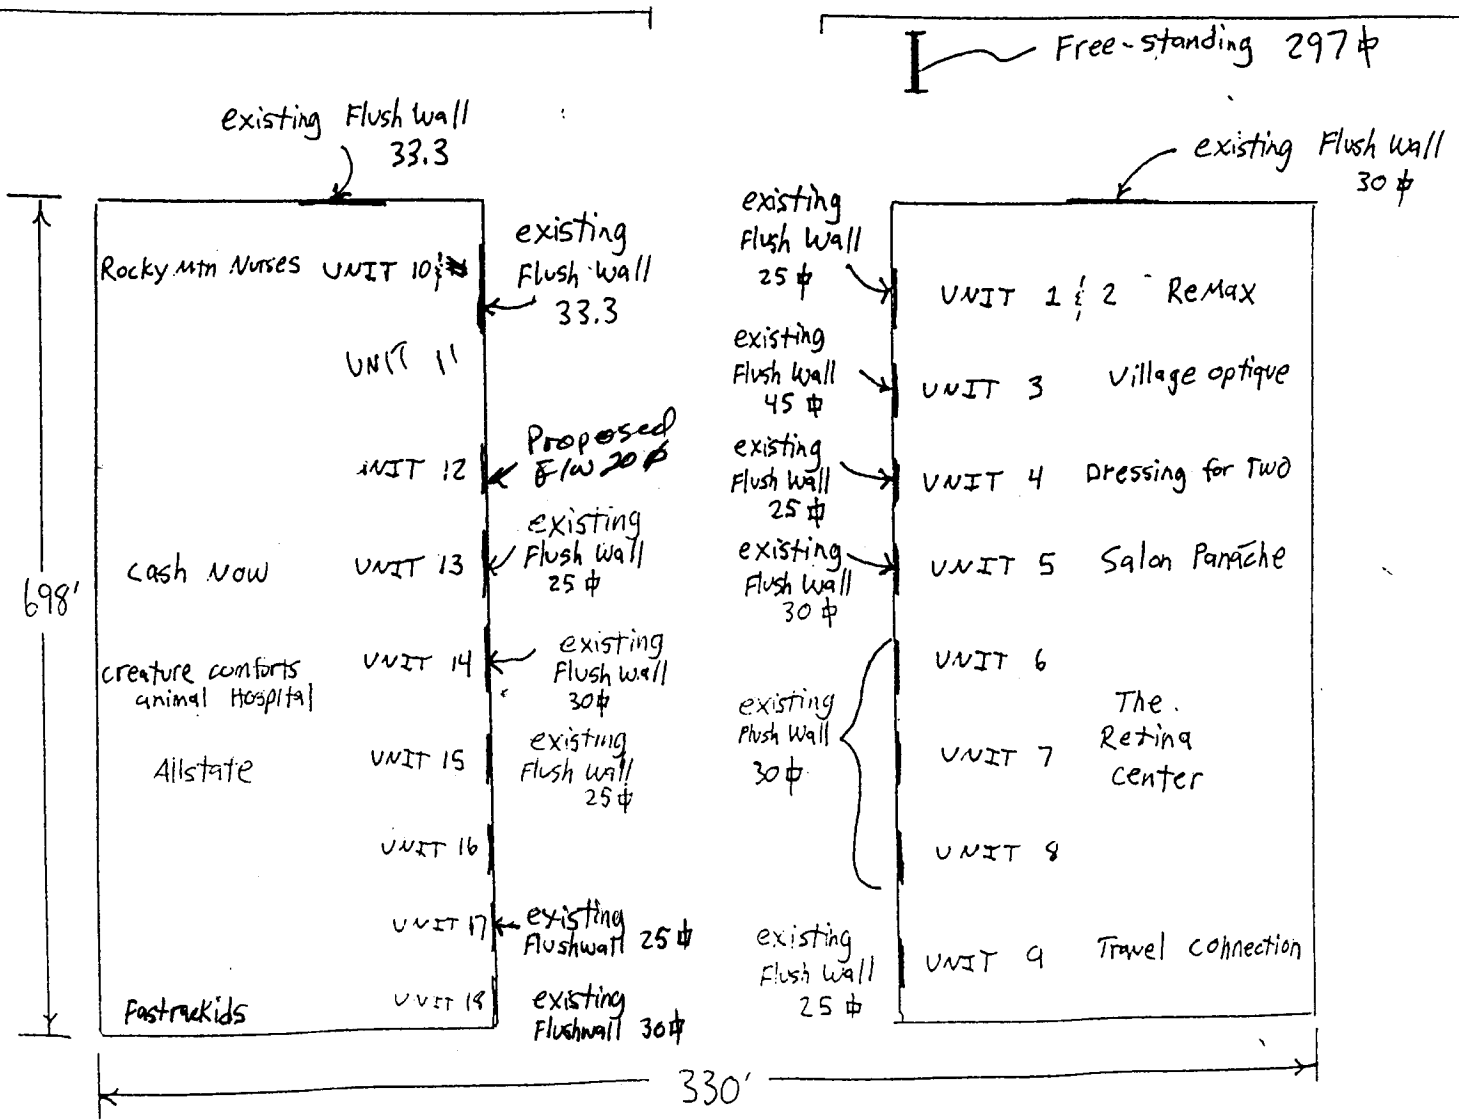 Free-standing 297 ⌽
existing Flush Wall
33.3
existing Flush Wall
30 ⌽
Rocky Mtn Nurses UNIT 10 &
existing
Flush Wall
33.3
UNIT 11
UNIT 12
Proposed
F/W 20 ⌽
cash Now UNIT 13
existing
Flush Wall
25 ⌽
698'
creature comforts
animal Hospital
UNIT 14
existing
Flush Wall
30 ⌽
Allstate UNIT 15
existing
Flush Wall
25 ⌽
UNIT 16
UNIT 17
existing
Flushwall 25 ⌽
Fastrackids UNIT 18
existing
Flushwall 30 ⌽
existing
Flush Wall
25 ⌽
UNIT 1 & 2 ReMax
existing
Flush Wall
45 ⌽
UNIT 3 Village optique
existing
Flush Wall
25 ⌽
UNIT 4 Dressing for Two
existing
Flush Wall
30 ⌽
UNIT 5 Salon Panache
UNIT 6
existing
Flush Wall
30 ⌽
UNIT 7
The
Retina
center
UNIT 8
existing
Flush Wall
25 ⌽
UNIT 9 Travel connection
330'